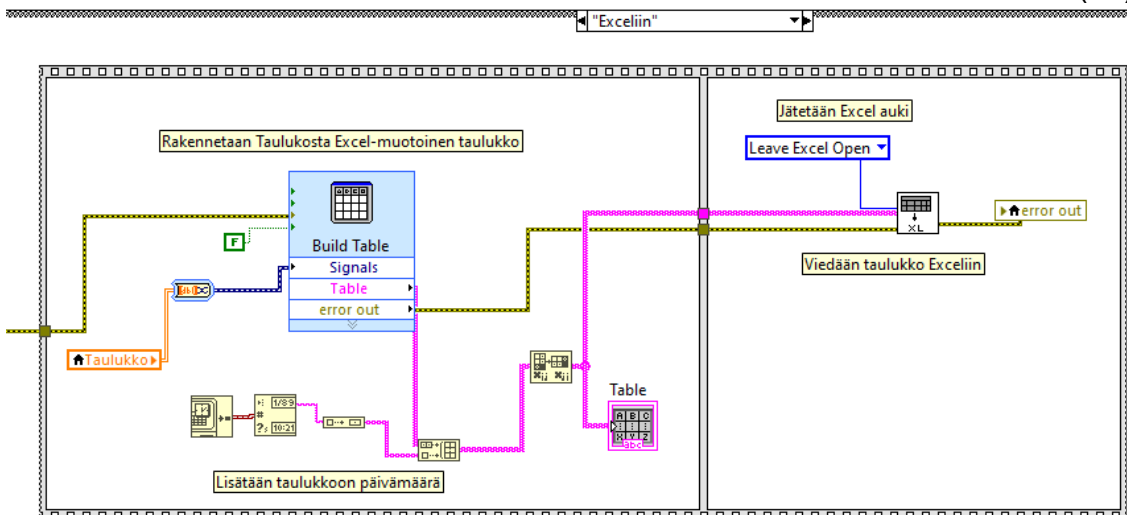 "Exceliin"
Rakennetaan Taulukosta Excel-muotoinen taulukko
Jätetään Excel auki
Leave Excel Open
error out
XL
F
Build Table
Signals
Table
error out
Viedään taulukko Exceliin
Taulukko
Table
A B C
X Y Z
abc
1/89
#
10:21
Lisätään taulukkoon päivämäärä